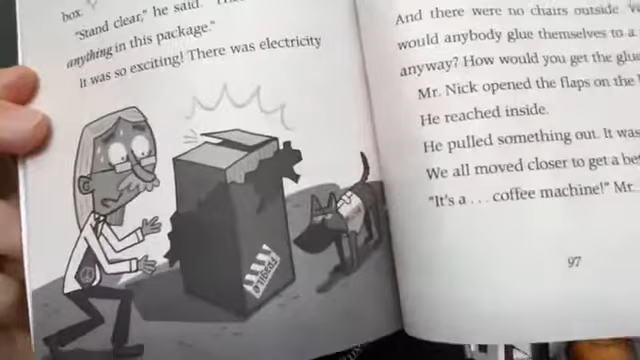 box.
"Stand clear," he said.
anything in this package."
It was so exciting! There was electricity
FRAGILE
And there were no chairs outside.
would anybody glue themselves to a
anyway? How would you get the glue
Mr. Nick opened the flaps on the
He reached inside.
He pulled something out. It was
We all moved closer to get a
"It's a . . . coffee machine!" Mr.
97